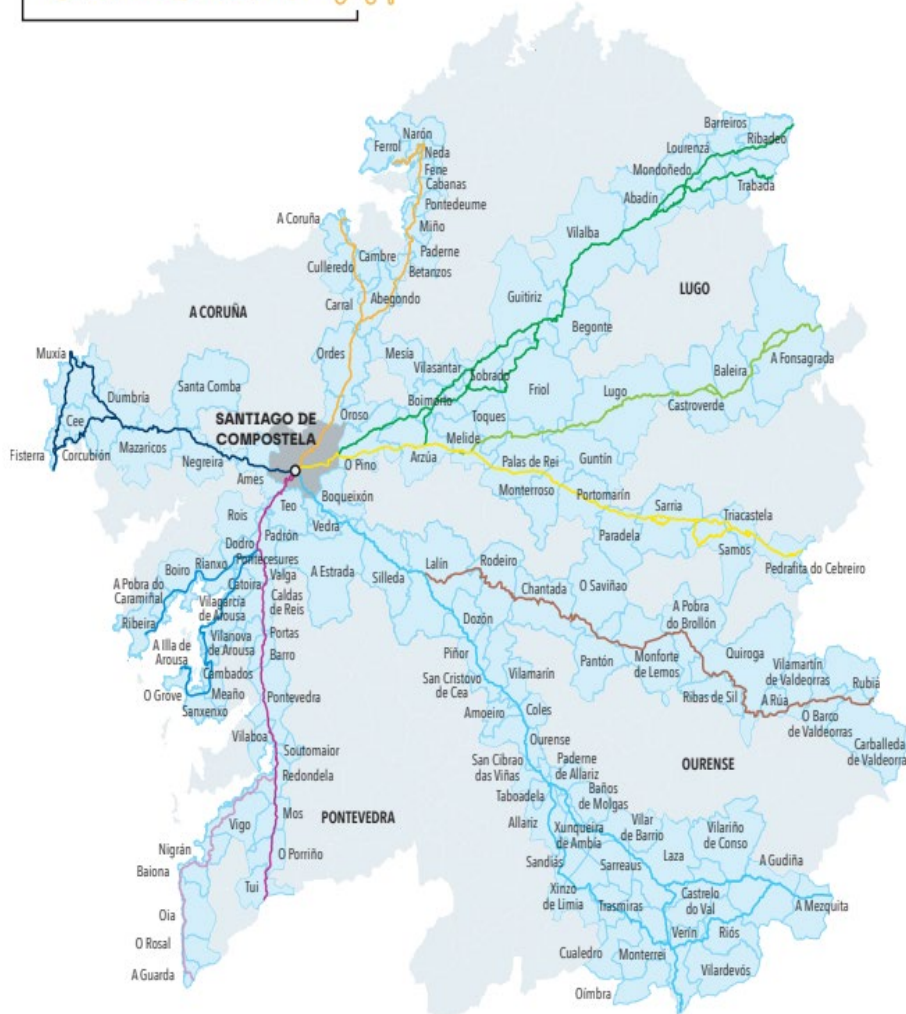 Barreiros
Ribadeo
Lourenzá
Mondoñedo
Trabada
Abadín
Vilalba
Narón
Ferrol
Neda
Fene
Cabanas
Pontedeume
Miño
Paderne
Betanzos
A Coruña
Cambre
Culleredo
Abegondo
Carral
Guitiriz
LUGO
A CORUÑA
Begonte
Ordes
Mesía
Vilasantar
Sobrado
Friol
Boimorto
Toques
Lugo
Baleira
A Fonsagrada
Castroverde
Muxía
Dumbría
Santa Comba
Cee
Fisterra
Corcubión
Mazaricos
Negreira
Ames
SANTIAGO DE
COMPOSTELA
Oroso
O Pino
Arzúa
Melide
Palas de Rei
Guntín
Monterroso
Portomarín
Paradela
Sarria
Triacastela
Samos
Pedrafita do Cebreiro
Boqueixón
Teo
Vedra
Rois
Padrón
Dodro
Pontecesures
Rianxo
Boiro
A Pobra do
Caramiñal
Ribeira
Valga
Catoira
Vilagarcía
de Arousa
Caldas
de Reis
A Illa de
Arousa
Vilanova
de Arousa
Portas
Barro
Cambados
O Grove
Meaño
Sanxenxo
Pontevedra
Vilaboa
Soutomaior
Redondela
PONTEVEDRA
Mos
Vigo
O Porriño
Nigrán
Baiona
Tui
Oia
O Rosal
A Guarda
A Estrada
Silleda
Lalín
Rodeiro
Chantada
O Saviñao
A Pobra
do Brollón
Dozón
Piñor
San Cristovo
de Cea
Vilamarín
Pantón
Monforte
de Lemos
Quiroga
Ribas de Sil
Vilamartín
de Valdeorras
Rubiá
A Rúa
O Barco
de Valdeorras
Carballeda
de Valdeorra
Amoeiro
Coles
Ourense
OURENSE
San Cibrao
das Viñas
Paderne
de Allariz
Taboadela
Baños
de Molgas
Allariz
Xunqueira
de Ambía
Vilar
de Barrio
Vilariño
de Conso
Sandiás
Sarreaus
Laza
A Gudiña
Xinzo
de Limia
Trasmiras
Castrelo
do Val
A Mezquita
Verín
Riós
Cualedro
Monterrei
Vilardevós
Oímbra